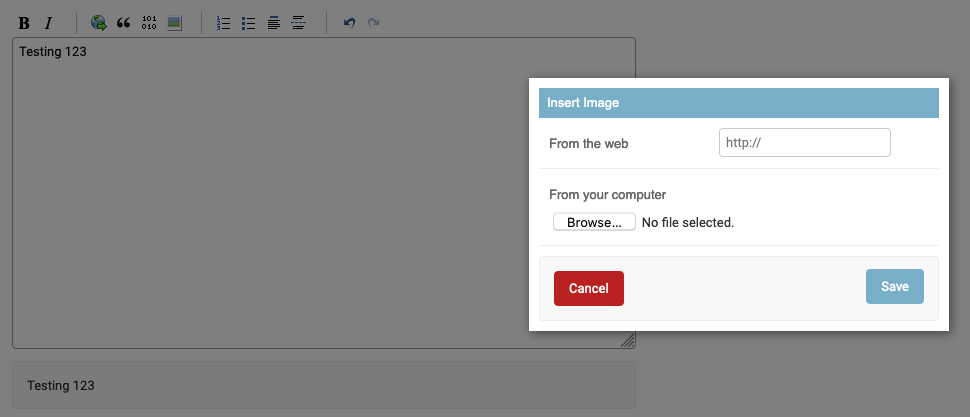 B I 101
010
Testing 123
Insert Image
From the web http://
From your computer
Browse... No file selected.
Cancel Save
Testing 123